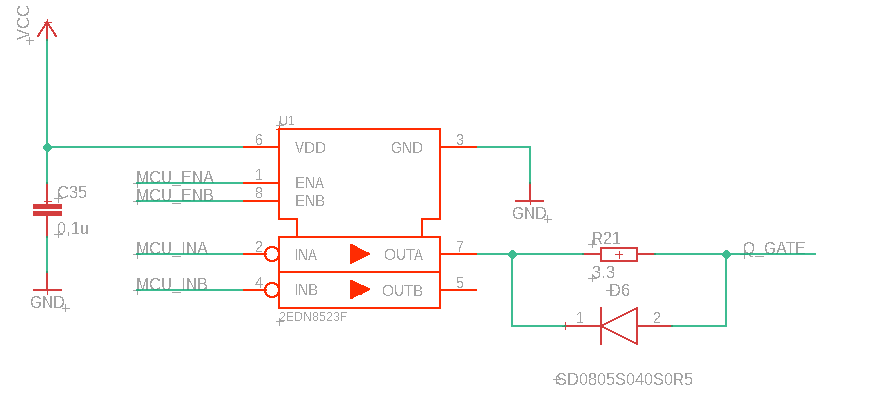 VCC
U1
6 VDD GND 3
MCU_ENA 1 ENA
MCU_ENB 8 ENB
C35
0,1u
GND
GND
MCU_INA 2 INA OUTA 7
MCU_INB 4 INB OUTB 5
2EDN8523F
R21
3.3
Q_GATE
D6
1 2
SD0805S040S0R5